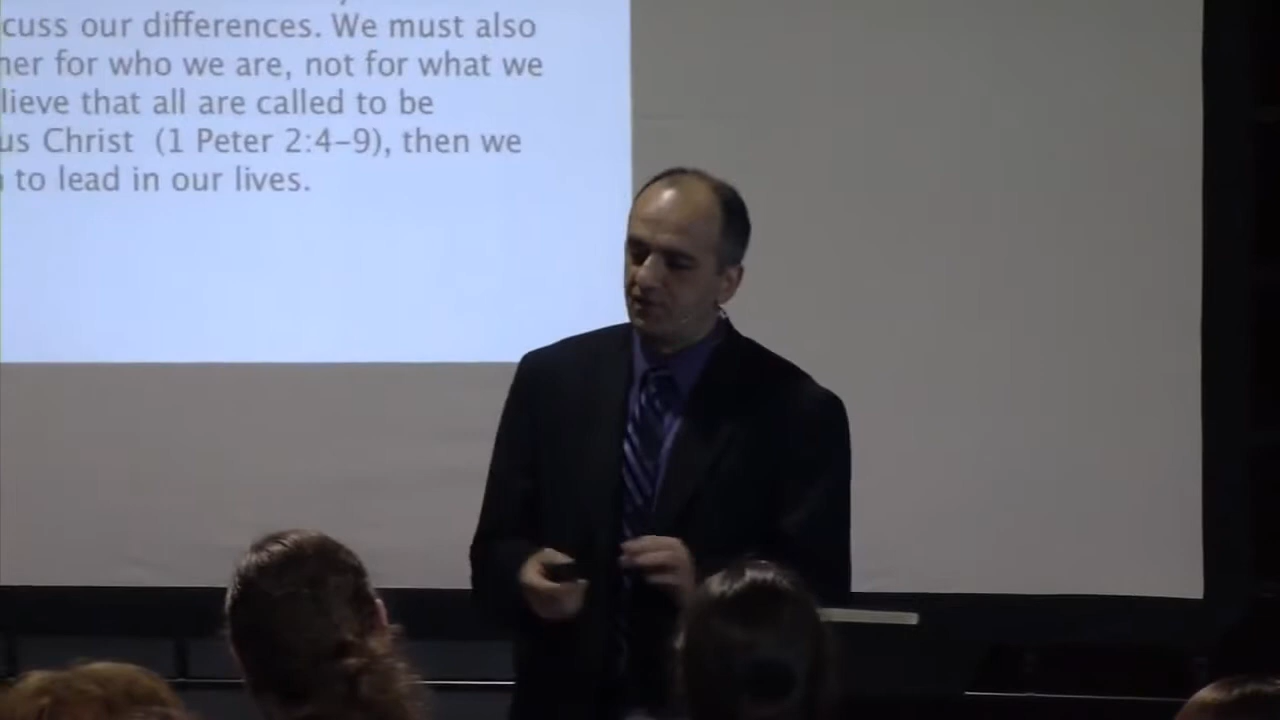 cuss our differences. We must also
her for who we are, not for what we
lieve that all are called to be
us Christ (1 Peter 2:4–9), then we
to lead in our lives.